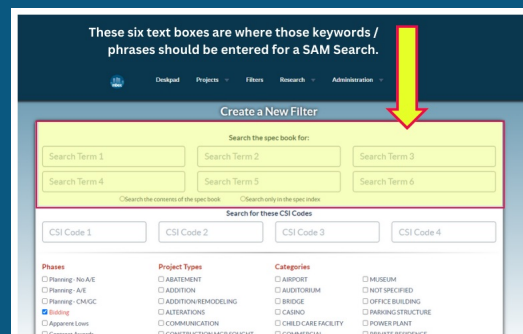 These six text boxes are where those keywords /
phrases should be entered for a SAM Search.
Deskpad Projects Filters Research Administration
Create a New Filter
Search the spec book for:
Search Term 1 Search Term 2 Search Term 3
Search Term 4 Search Term 5 Search Term 6
Search the contents of the spec book Search only in the spec index
Search for these CSI Codes
CSI Code 1 CSI Code 2 CSI Code 3 CSI Code 4
Phases Project Types Categories
Planning - No A/E ABATEMENT AIRPORT MUSEUM
Planning - A/E ADDITION AUDITORIUM NOT SPECIFIED
Planning - CM/GC ADDITION/REMODELING BRIDGE OFFICE BUILDING
Bidding ALTERATIONS CASINO PARKING STRUCTURE
Apparent Lows COMMUNICATION CHILD CARE FACILITY POWER PLANT